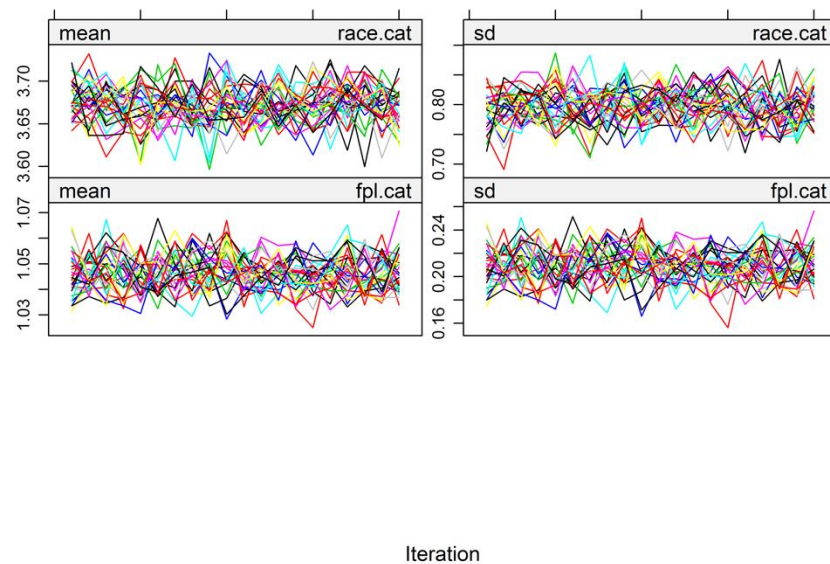 mean race.cat
sd race.cat
3.70
3.65
3.60
0.80
0.70
mean fpl.cat
sd fpl.cat
1.07
1.05
1.03
0.24
0.20
0.16
Iteration